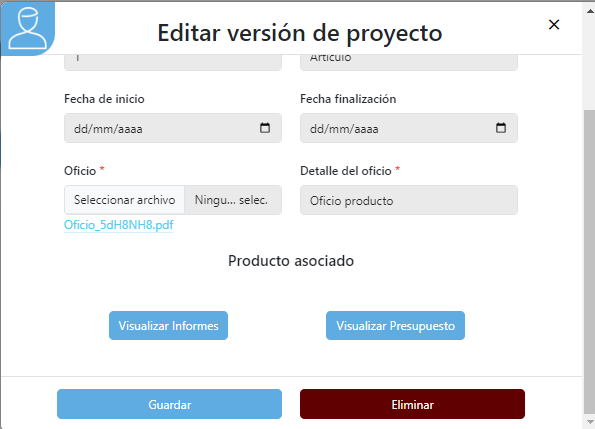 Editar versión de proyecto
1 Artículo
Fecha de inicio Fecha finalización
dd/mm/aaaa dd/mm/aaaa
Oficio * Detalle del oficio *
Seleccionar archivo Ningu... selec. Oficio producto
Oficio_5dH8NH8.pdf
Producto asociado
Visualizar Informes Visualizar Presupuesto
Guardar Eliminar